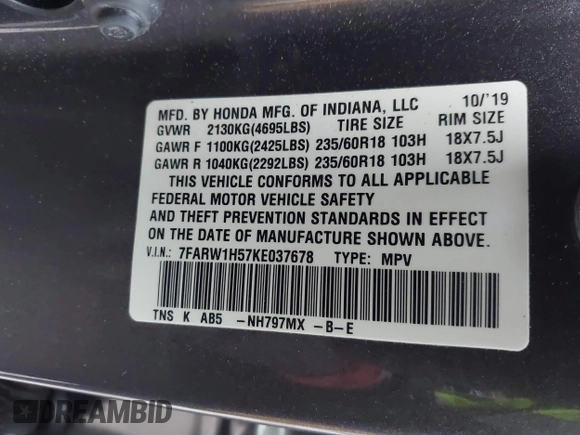 MFD. BY HONDA MFG. OF INDIANA, LLC 10/'19
GVWR 2130KG(4695LBS) TIRE SIZE RIM SIZE
GAWR F 1100KG(2425LBS) 235/60R18 103H 18X7.5J
GAWR R 1040KG(2292LBS) 235/60R18 103H 18X7.5J
THIS VEHICLE CONFORMS TO ALL APPLICABLE
FEDERAL MOTOR VEHICLE SAFETY
AND THEFT PREVENTION STANDARDS IN EFFECT
ON THE DATE OF MANUFACTURE SHOWN ABOVE.
V.I.N.: 7FARW1H57KE037678 TYPE: MPV
TNS K AB5 -NH797MX -B-E
DREAMBID